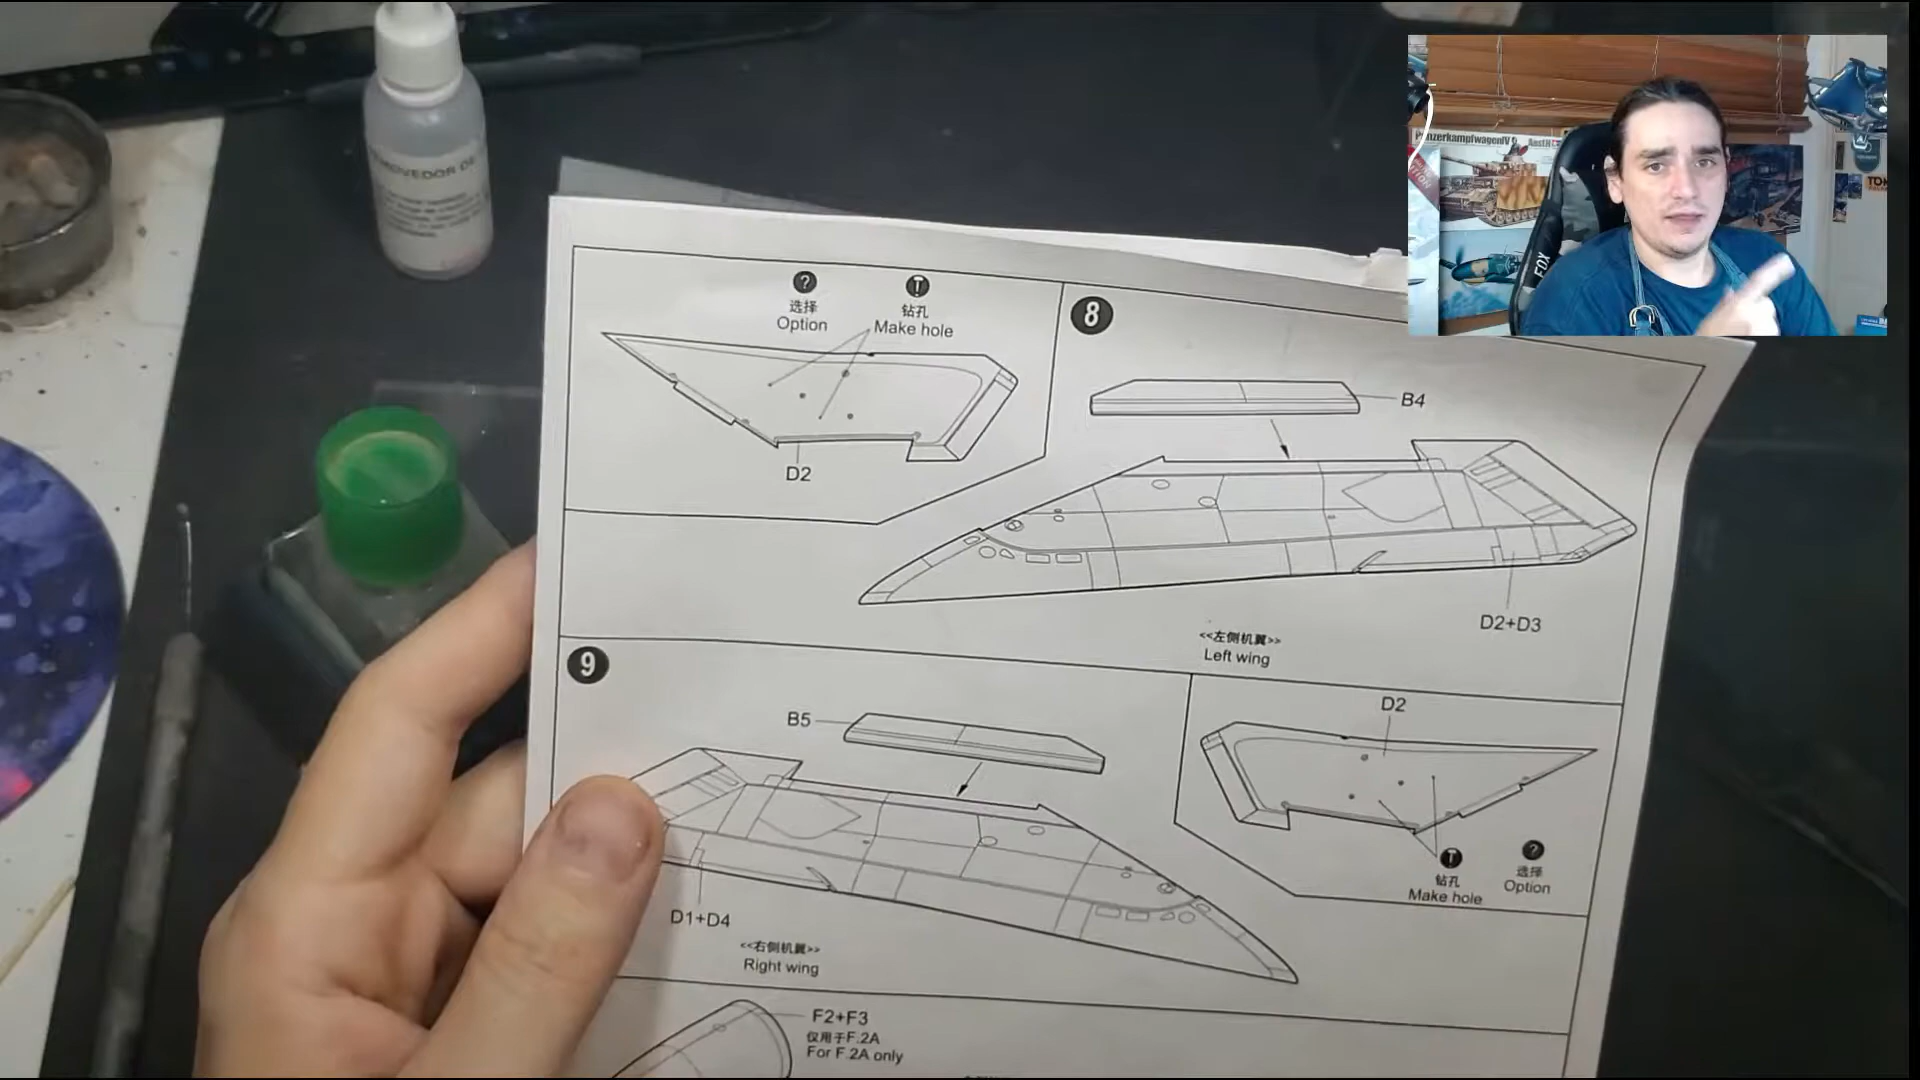 選择
Option
钻孔
Make hole
D2
8
B4
D2+D3
<<左侧机翼>>
Left wing
9
B5
D1+D4
<<右侧机翼>>
Right wing
D2
钻孔
Make hole
选择
Option
F2+F3
仅用于F.2A
For F.2A only
Panzerkampfwagen IV
FOX